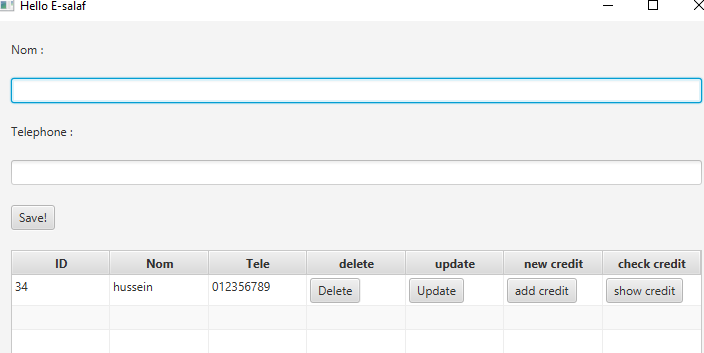 Hello E-salaf
Nom :
Telephone :
Save!
ID Nom Tele delete update new credit check credit
34 hussein 012356789 Delete Update add credit show credit